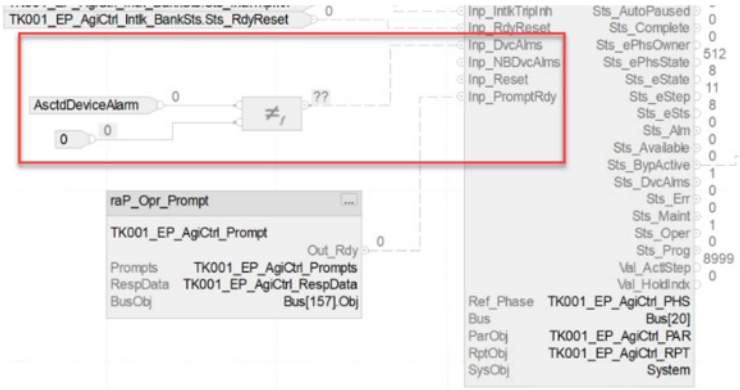 TK001_EP_AgiCtrl_Intlk_BankSts.Sts_RdyReset
0
Inp_IntlkTripInh Sts_AutoPaused
0
Inp_RdyReset Sts_Complete
0
Inp_DvcAlms Sts_ePhsOwner
512
Inp_NBDvcAlms Sts_ePhsState
8
Inp_Reset Sts_eState
11
Inp_PromptRdy Sts_eStep
8
Sts_eSts
0
Sts_Alm
0
Sts_Available
0
Sts_BypActive
1
Sts_DvcAlms
0
Sts_Err
0
Sts_Maint
1
Sts_Oper
0
Sts_Prog
8999
Val_ActlStep
0
Val_HoldIndx
Ref_Phase TK001_EP_AgiCtrl_PHS
Bus Bus[20]
ParObj TK001_EP_AgiCtrl_PAR
RptObj TK001_EP_AgiCtrl_RPT
SysObj System
AsctdDeviceAlarm 0
≠f ??
0 0
raP_Opr_Prompt ...
TK001_EP_AgiCtrl_Prompt
Out_Rdy 0
Prompts TK001_EP_AgiCtrl_Prompts
RespData TK001_EP_AgiCtrl_RespData
BusObj Bus[157].Obj